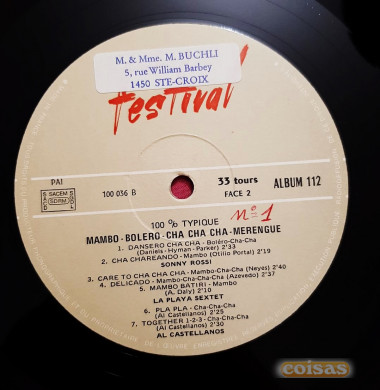 M. & Mme. M. BUCHLI
5, rue William Barbey
1450 STE-CROIX
festival
PAI
SACEM
SDRM
100 036 B
33 tours
FACE 2
ALBUM 112
100 % TYPIQUE
N° 1
MAMBO - BOLERO - CHA CHA CHA - MERENGUE
1. DANSERO CHA CHA - Boléro-Cha-Cha
(Daniels - Hyman - Parker) 2'33
2. CHA CHAREANDO - Mambo (Otilio Portal) 2'19
SONNY ROSSI
3. CARE TO CHA CHA CHA - Mambo-Cha-Cha (Neyes) 2'40
4. DELICADO - Mambo-Cha-Cha-Cha (Azevedo) 2'37
5. MAMBO BATIRI - Mambo
(A. Daly) 2'10
LA PLAYA SEXTET
6. PLA PLA - Cha-Cha-Cha
(Al Castellanos) 2'25
7. TOGETHER 1-2-3 - Cha-Cha-Cha
(Al Castellanos) 2'30
AL CASTELLANOS
coisas